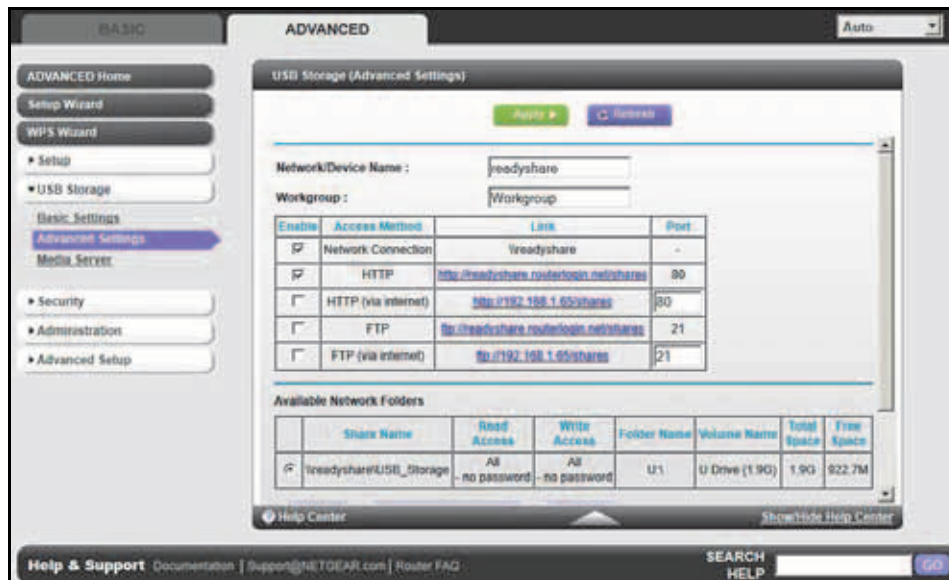 BASIC
ADVANCED
Auto
ADVANCED Home
Setup Wizard
WPS Wizard
Setup
USB Storage
Basic Settings
Advanced Settings
Media Server
Security
Administration
Advanced Setup
USB Storage (Advanced Settings)
Apply
Refresh
Network/Device Name :
readyshare
Workgroup :
Workgroup
Enable Access Method Link Port
Network Connection \\readyshare -
HTTP http://readyshare.routerlogin.net/shares 80
HTTP (via internet) http://192.168.1.65/shares 80
FTP ftp://readyshare.routerlogin.net/shares 21
FTP (via internet) ftp://192.168.1.65/shares 21
Available Network Folders
Share Name Read Access Write Access Folder Name Volume Name Total Space Free Space
\\readyshare\USB_Storage All - no password All - no password U:\ U Drive (1.9G) 1.9G 922.7M
Help Center
Show/Hide Help Center
Help & Support Documentation | Support@NETGEAR.com | Router FAQ
SEARCH HELP
GO